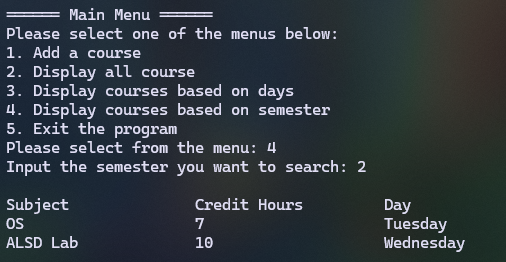 ══════ Main Menu ══════
Please select one of the menus below:
1. Add a course
2. Display all course
3. Display courses based on days
4. Display courses based on semester
5. Exit the program
Please select from the menu: 4
Input the semester you want to search: 2
Subject Credit Hours Day
OS 7 Tuesday
ALSD Lab 10 Wednesday